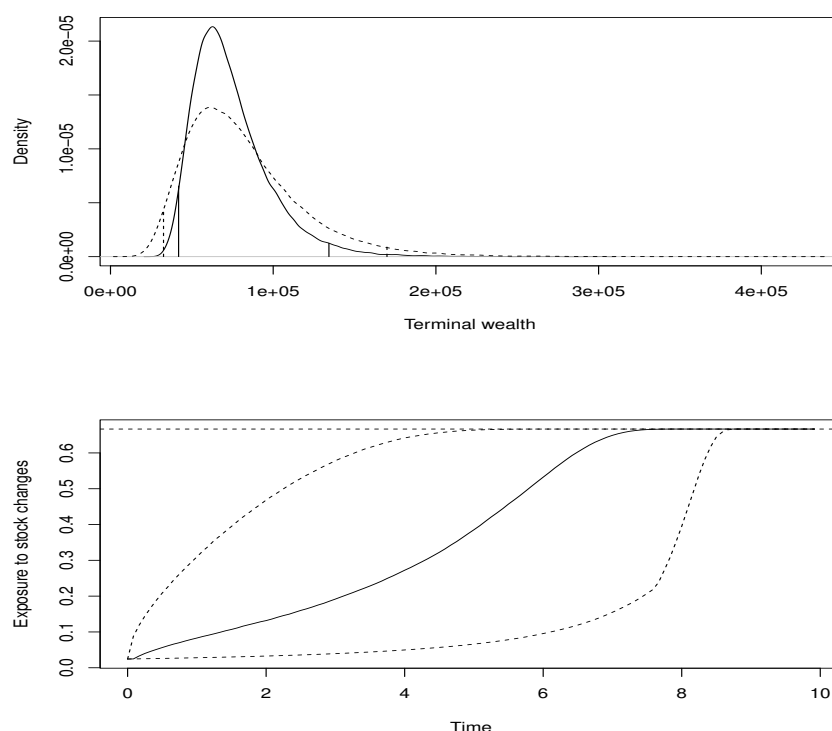 2.0e-05
1.0e-05
0.0e+00
Density
0e+00 1e+05 2e+05 3e+05 4e+05
Terminal wealth
0.6
0.5
0.4
0.3
0.2
0.1
0.0
Exposure to stock changes
0 2 4 6 8 10
Time